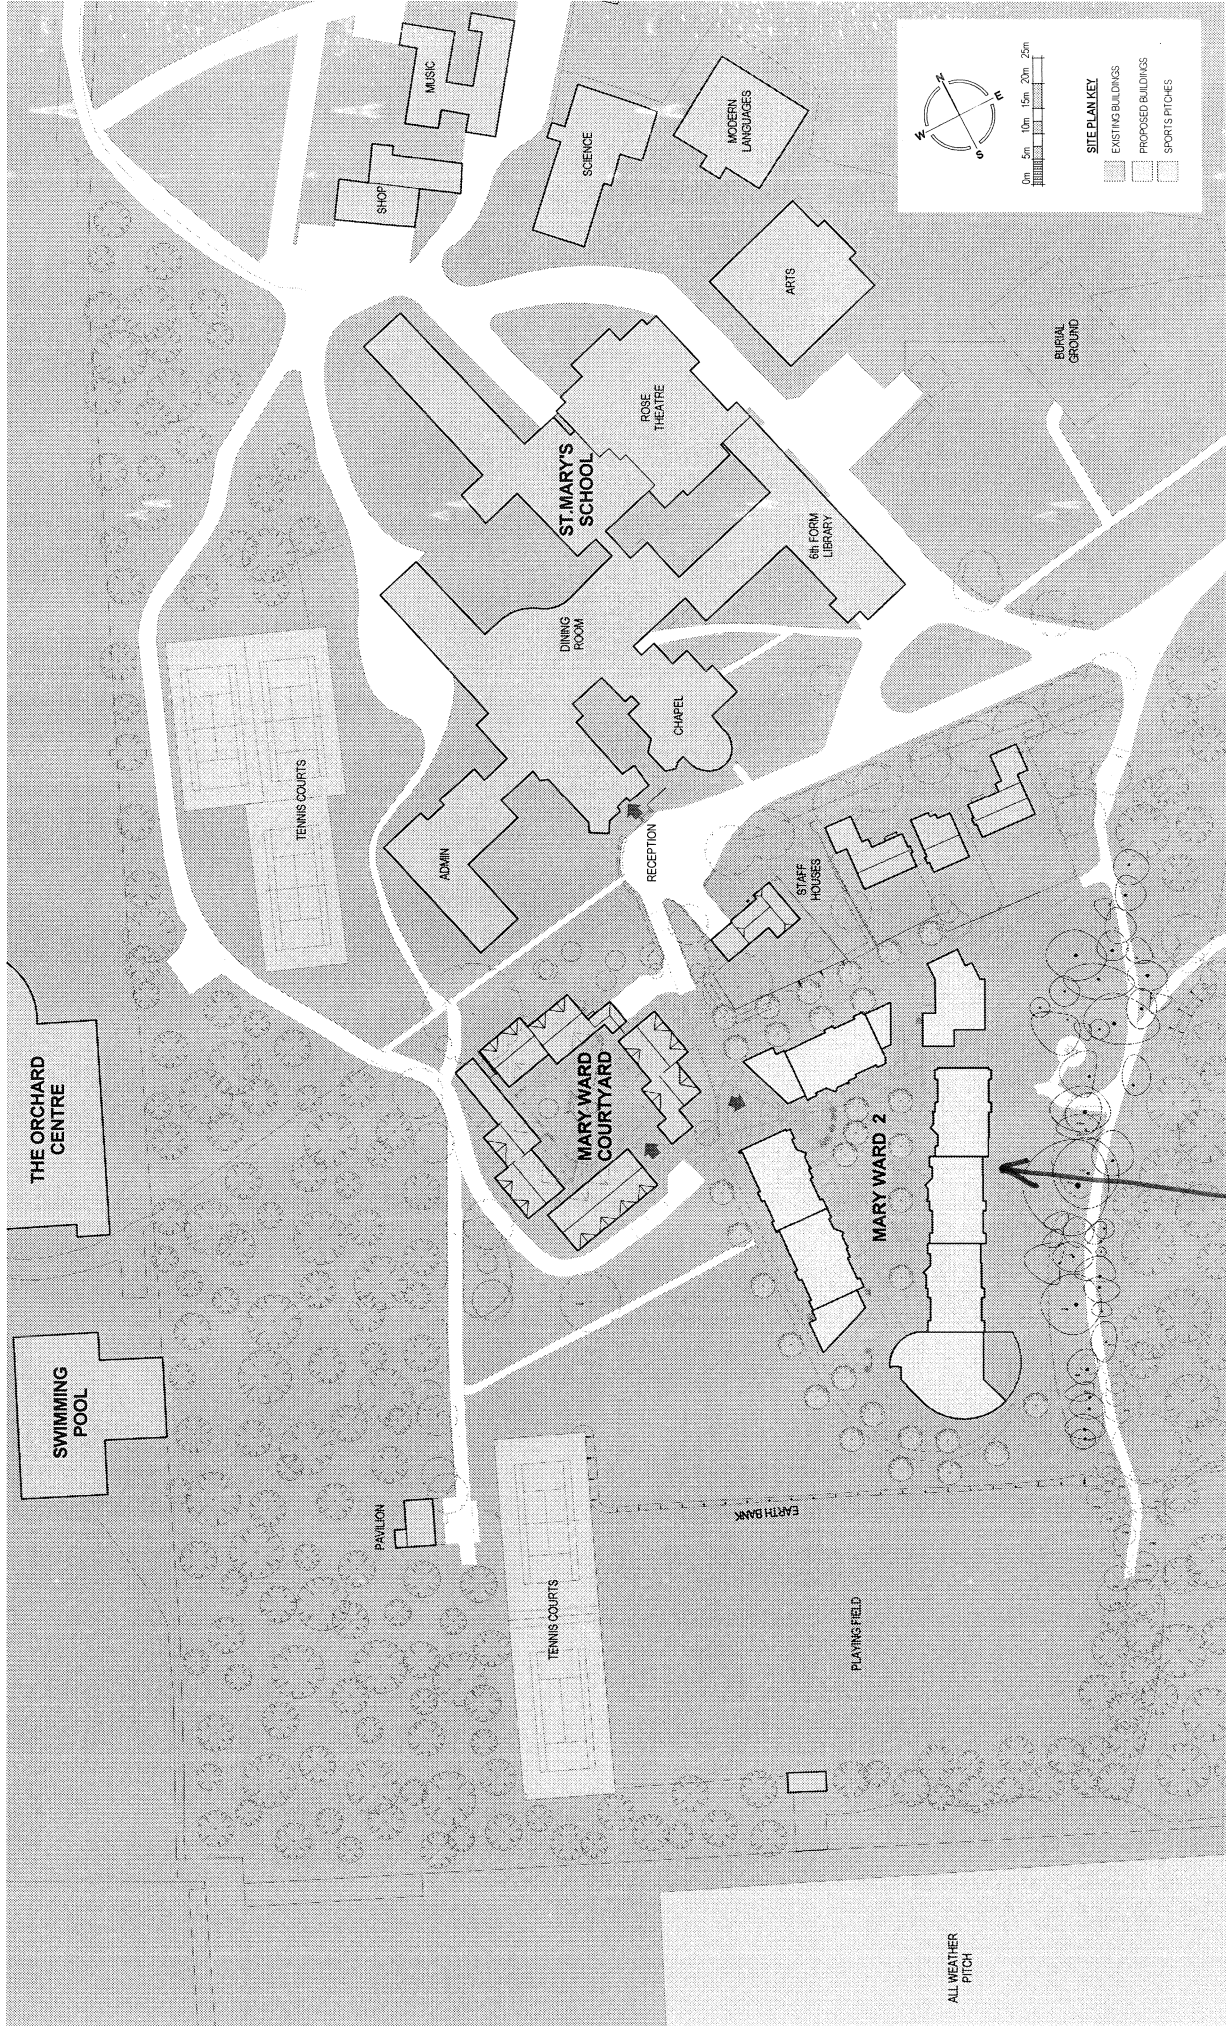 MUSIC
SHOP
SCIENCE
MODERN
LANGUAGES
ARTS
N
E
S
W
0m 5m 10m 15m 20m 25m
SITE PLAN KEY
EXISTING BUILDINGS
PROPOSED BUILDINGS
SPORTS PITCHES
BURIAL
GROUND
ROSE
THEATRE
ST.MARY'S
SCHOOL
6th FORM
LIBRARY
DINING
ROOM
CHAPEL
TENNIS COURTS
ADMIN
RECEPTION
STAFF
HOUSES
THE ORCHARD
CENTRE
MARY WARD
COURTYARD
MARY WARD 2
SWIMMING
POOL
PAVILION
EARTH BANK
TENNIS COURTS
PLAYING FIELD
ALL WEATHER
PITCH